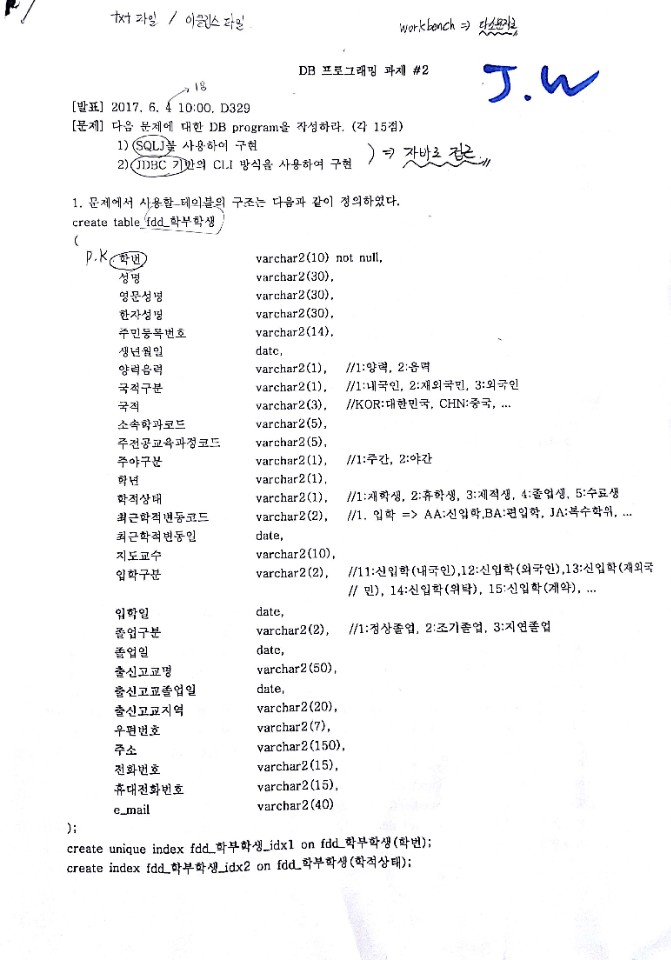 txt 파일 / 이클립스 파일
workbench ⇒
DB 프로그래밍 과제 #2
J.W
18
[발표] 2017. 6. 4 10:00, D329
[문제] 다음 문제에 대한 DB program을 작성하라. (각 15점)
1) SQLJ를 사용하여 구현
2) JDBC 기반의 CLI 방식을 사용하여 구현
) ⇒ 자바로 접근
1. 문제에서 사용할 테이블의 구조는 다음과 같이 정의하였다.
create table fdd_학부학생
(
P.K 학번 varchar2(10) not null,
성명 varchar2(30),
영문성명 varchar2(30),
한자성명 varchar2(30),
주민등록번호 varchar2(14),
생년월일 date,
양력음력 varchar2(1), //1:양력, 2:음력
국적구분 varchar2(1), //1:내국인, 2:재외국민, 3:외국인
국적 varchar2(3), //KOR:대한민국, CHN:중국, ...
소속학과코드 varchar2(5),
주전공교육과정코드 varchar2(5),
주야구분 varchar2(1), //1:주간, 2:야간
학년 varchar2(1),
학적상태 varchar2(1), //1:재학생, 2:휴학생, 3:제적생, 4:졸업생, 5:수료생
최근학적변동코드 varchar2(2), //1. 입학 => AA:신입학,BA:편입학, JA:복수학위, ...
최근학적변동일 date,
지도교수 varchar2(10),
입학구분 varchar2(2), //11:신입학(내국인),12:신입학(외국인),13:신입학(재외국
// 민), 14:신입학(위탁), 15:신입학(계약), ...
입학일 date,
졸업구분 varchar2(2), //1:정상졸업, 2:조기졸업, 3:지연졸업
졸업일 date,
출신고교명 varchar2(50),
출신고교졸업일 date,
출신고교지역 varchar2(20),
우편번호 varchar2(7),
주소 varchar2(150),
전화번호 varchar2(15),
휴대전화번호 varchar2(15),
e_mail varchar2(40)
);
create unique index fdd_학부학생_idx1 on fdd_학부학생(학번);
create index fdd_학부학생_idx2 on fdd_학부학생(학적상태);